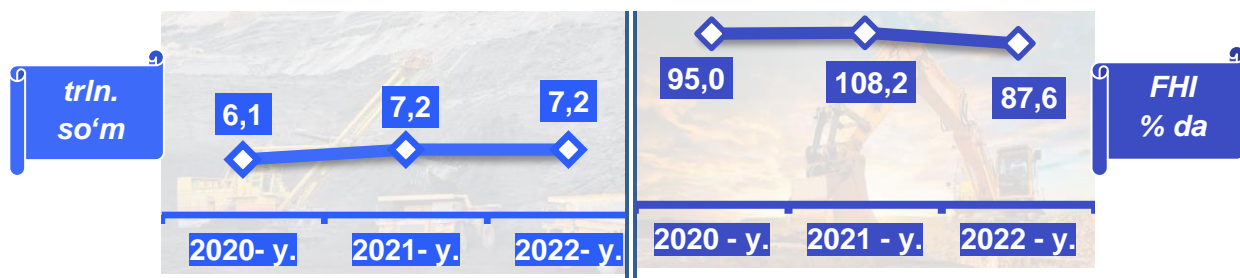 trln.
so‘m
6,1
7,2
7,2
2020- y.
2021- y.
2022- y.
95,0
108,2
87,6
2020 - y.
2021 - y.
2022 - y.
FHI
% da